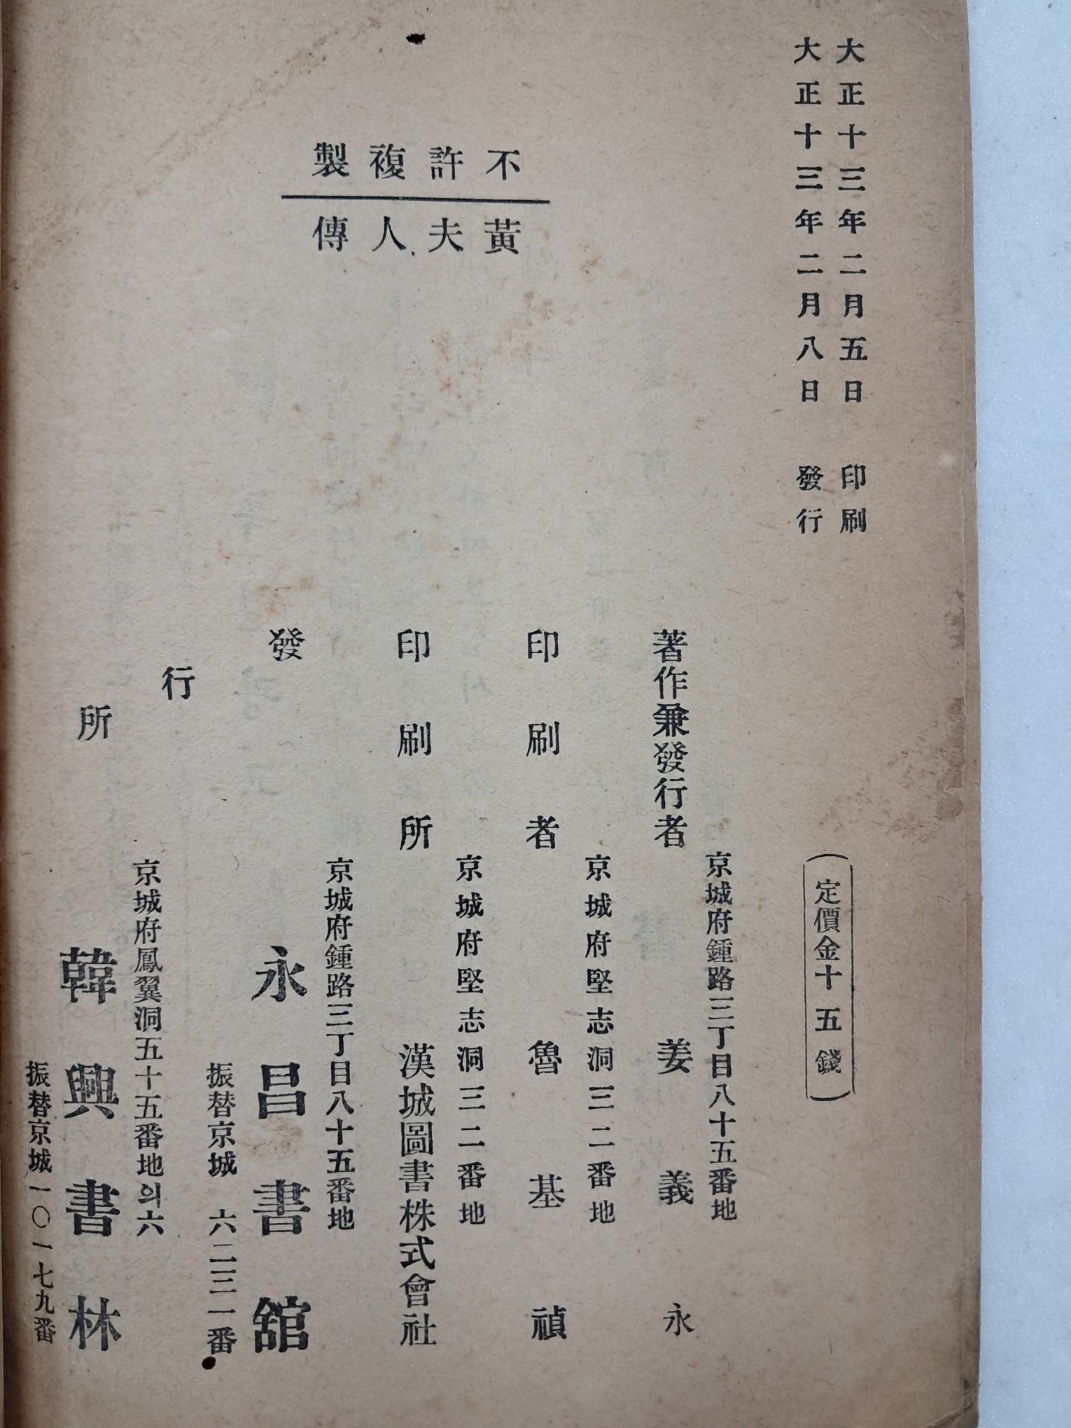 大正十三年二月五日 印刷
大正十三年二月八日 發行
不許複製
黃夫人傳
(定價金十五錢)
京城府鍾路三丁目八十五番地
著作兼發行者 姜義永
京城府堅志洞三二番地
印刷者 魯基禎
京城府堅志洞三二番地
印刷所 漢城圖書株式會社
發行所
京城府鍾路三丁目八十五番地
永昌書舘
振替京城 六二三一番
京城府鳳翼洞五十五番地의六
韓興書林
振替京城一〇一七九番